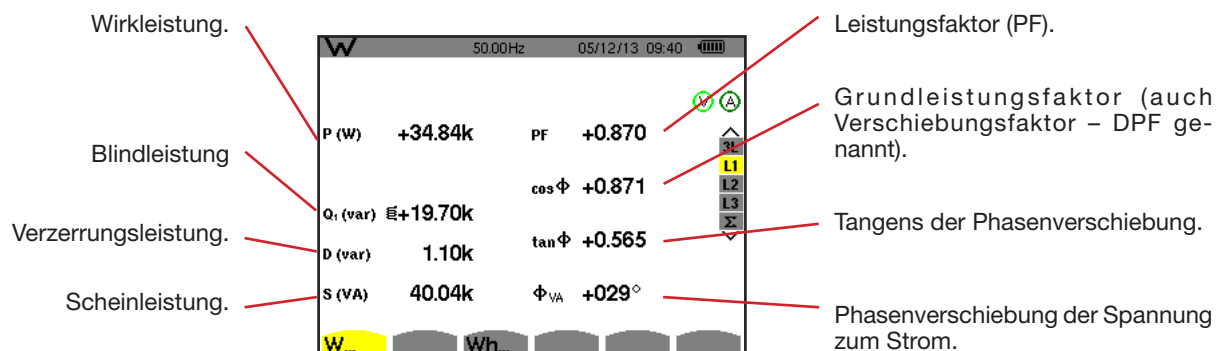 Wirkleistung.
Blindleistung
Verzerrungsleistung.
Scheinleistung.
W 50.00Hz 05/12/13 09:40
V A
P (W) +34.84k PF +0.870
3L
cosΦ +0.871
L1
L2
Q₁ (var) +19.70k
L3
tanΦ +0.565
Σ
D (var) 1.10k
S (VA) 40.04k ΦVA +029°
W... Wh...
Leistungsfaktor (PF).
Grundleistungsfaktor (auch
Verschiebungsfaktor – DPF ge-
nannt).
Tangens der Phasenverschiebung.
Phasenverschiebung der Spannung
zum Strom.